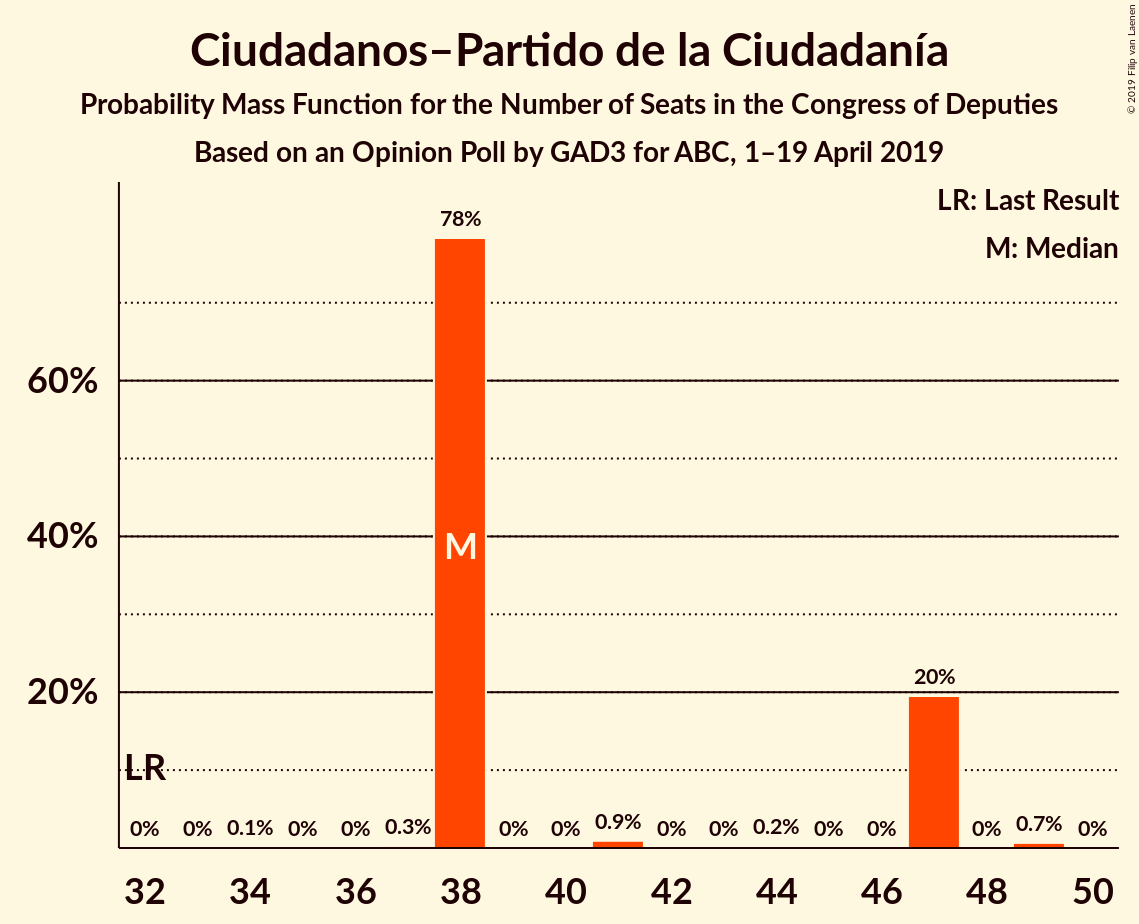 Ciudadanos–Partido de la Ciudadanía
Probability Mass Function for the Number of Seats in the Congress of Deputies
Based on an Opinion Poll by GAD3 for ABC, 1–19 April 2019
© 2019 Filip van Laenen
LR: Last Result
M: Median
78%
60%
40%
M
20%
20%
LR
0% 0% 0.1% 0% 0% 0.3% 0% 0% 0.9% 0% 0% 0.2% 0% 0% 0% 0.7% 0%
32 34 36 38 40 42 44 46 48 50